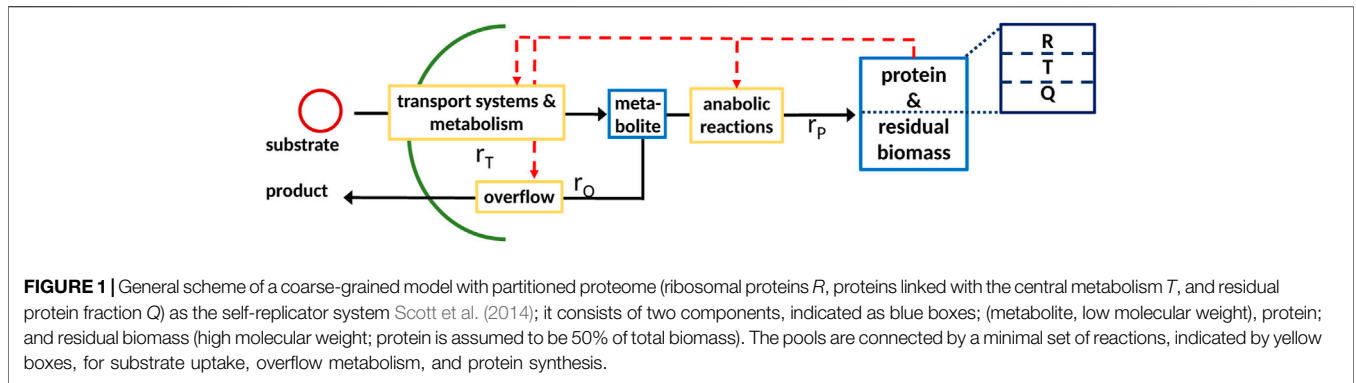 R
T
Q
protein
&
residual
biomass
transport systems &
metabolism
meta-
bolite
anabolic
reactions
substrate
r_P
r_T
r_O
product
overflow
FIGURE 1 | General scheme of a coarse-grained model with partitioned proteome (ribosomal proteins R, proteins linked with the central metabolism T, and residual
protein fraction Q) as the self-replicator system Scott et al. (2014); it consists of two components, indicated as blue boxes; (metabolite, low molecular weight), protein;
and residual biomass (high molecular weight; protein is assumed to be 50% of total biomass). The pools are connected by a minimal set of reactions, indicated by yellow
boxes, for substrate uptake, overflow metabolism, and protein synthesis.